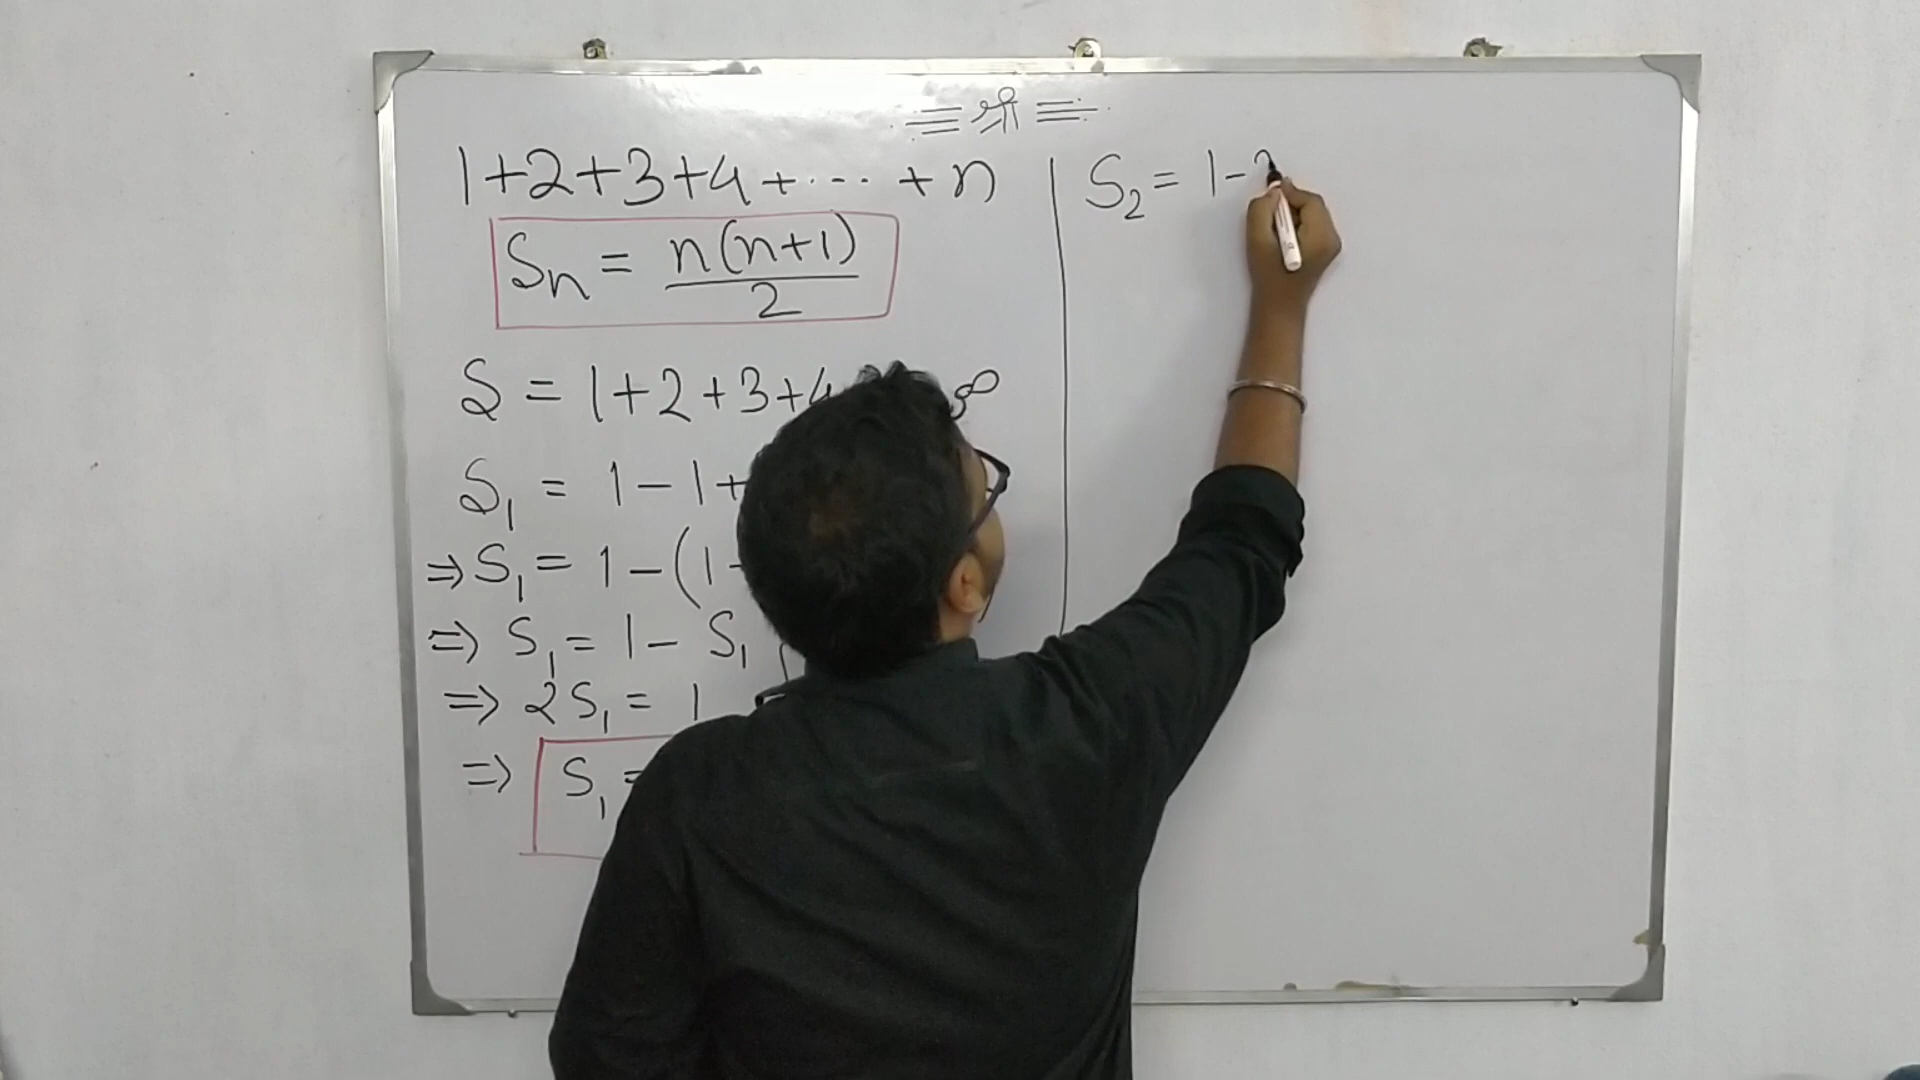 श्री
1+2+3+4+⋯ +n
Sn = n(n+1)/2
S = 1+2+3+4 ∞
S₁ = 1-1+
⇒ S₁ = 1-(1-
⇒ S₁ = 1- S₁
⇒ 2S₁ = 1
⇒ S₁ =
S₂ = 1-2